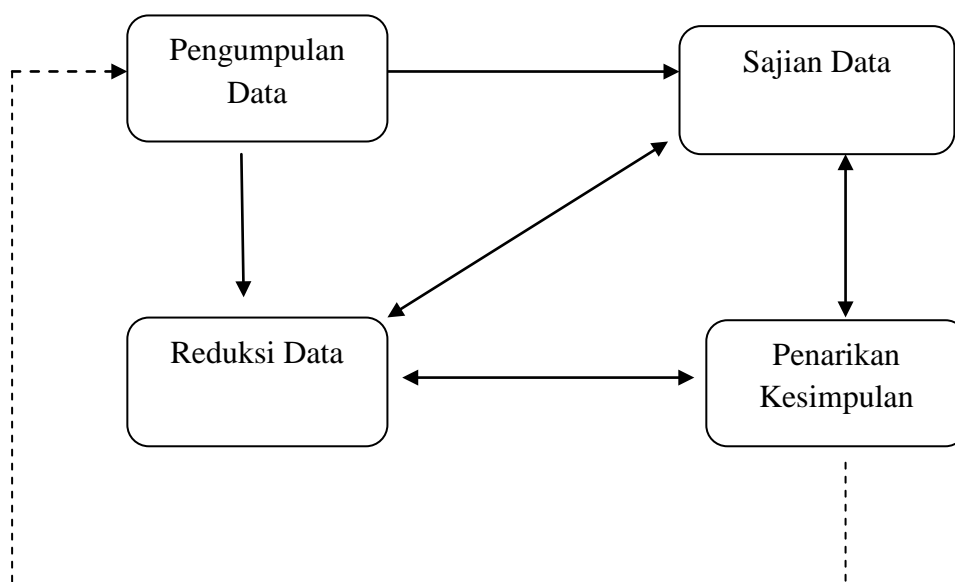 Pengumpulan
Data
Sajian Data
Reduksi Data
Penarikan
Kesimpulan